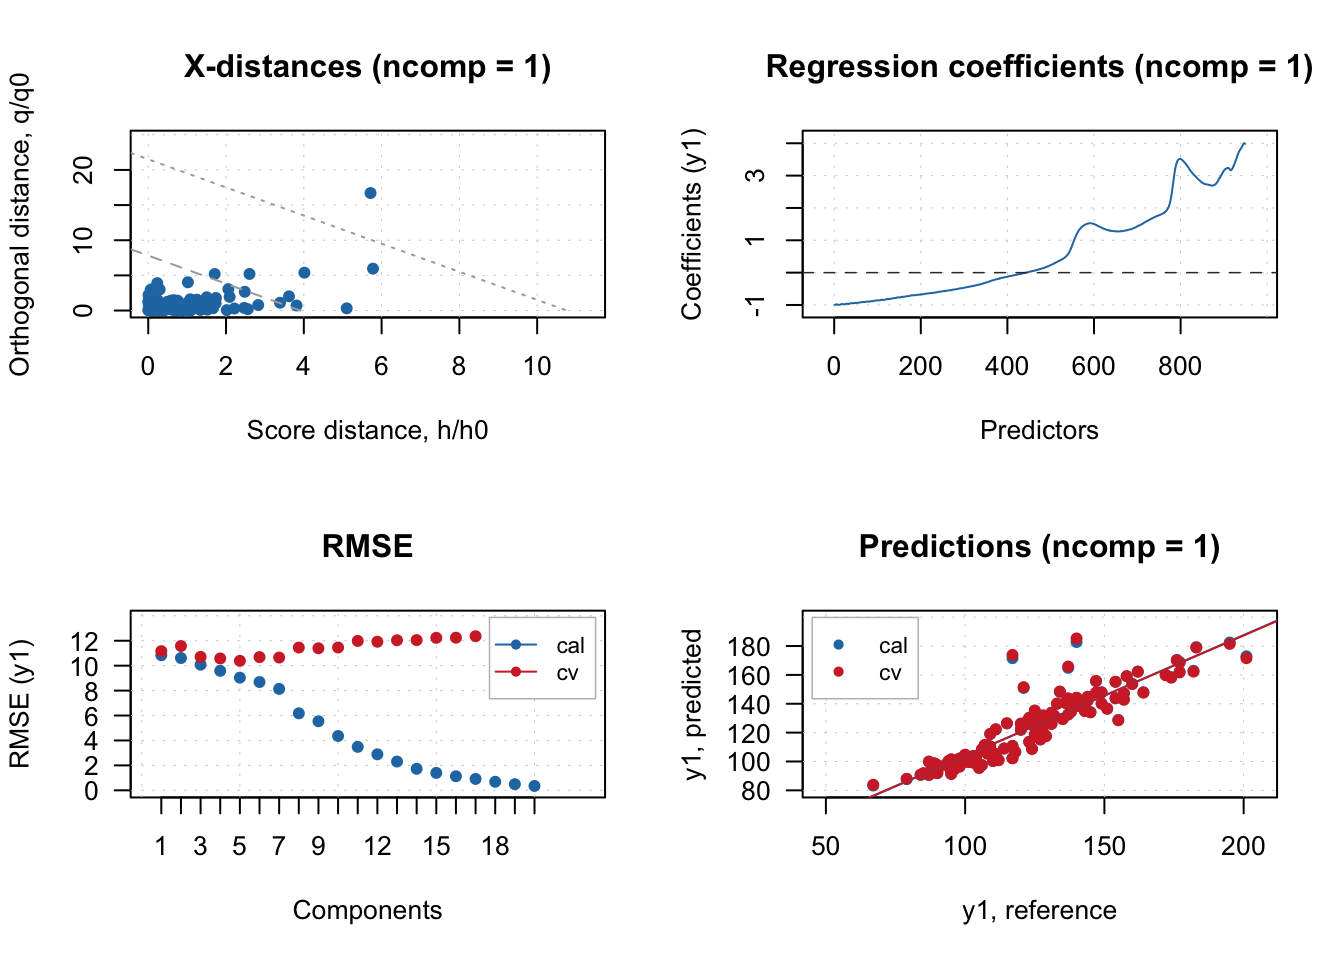 X-distances (ncomp = 1)
Orthogonal distance, q/q0
20
10
0
0 2 4 6 8 10
Score distance, h/h0
Regression coefficients (ncomp = 1)
Coefficients (y1)
3
1
-1
0 200 400 600 800
Predictors
RMSE
RMSE (y1)
12
10
8
6
4
2
0
cal
cv
1 3 5 7 9 12 15 18
Components
Predictions (ncomp = 1)
y1, predicted
180
160
140
120
100
80
cal
cv
50 100 150 200
y1, reference